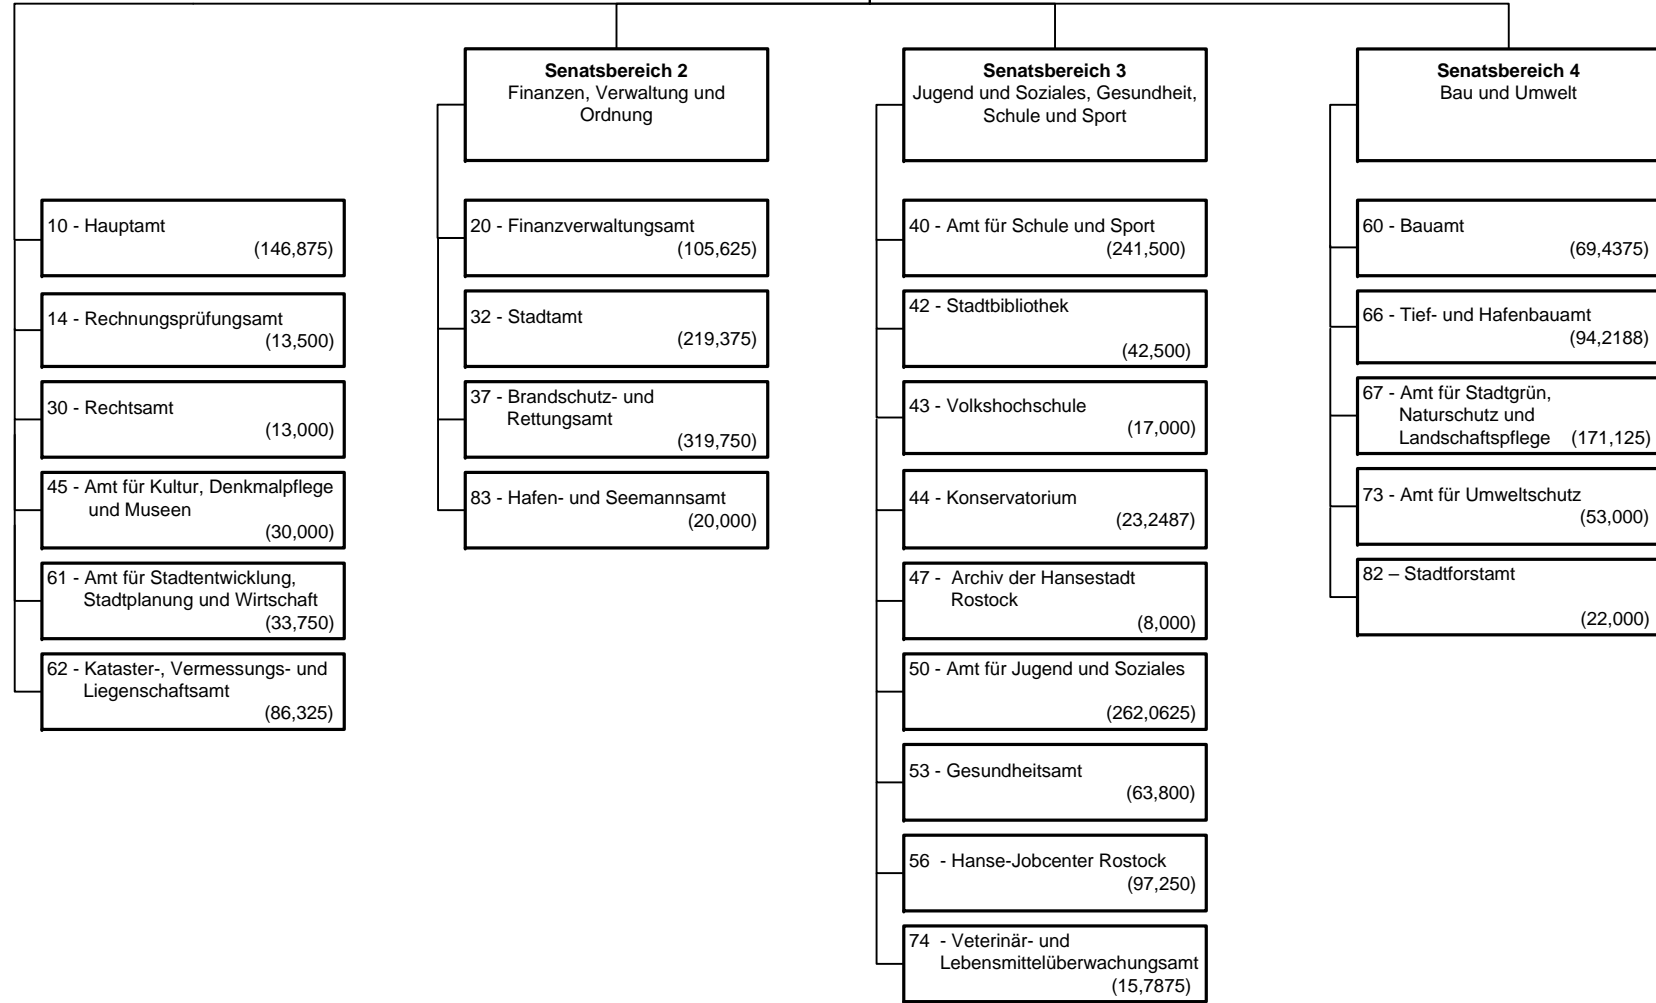 10 - Hauptamt
(146,875)
14 - Rechnungsprüfungsamt
(13,500)
30 - Rechtsamt
(13,000)
45 - Amt für Kultur, Denkmalpflege
und Museen
(30,000)
61 - Amt für Stadtentwicklung,
Stadtplanung und Wirtschaft
(33,750)
62 - Kataster-, Vermessungs- und
Liegenschaftsamt
(86,325)
Senatsbereich 2
Finanzen, Verwaltung und
Ordnung
20 - Finanzverwaltungsamt
(105,625)
32 - Stadtamt
(219,375)
37 - Brandschutz- und
Rettungsamt
(319,750)
83 - Hafen- und Seemannsamt
(20,000)
Senatsbereich 3
Jugend und Soziales, Gesundheit,
Schule und Sport
40 - Amt für Schule und Sport
(241,500)
42 - Stadtbibliothek
(42,500)
43 - Volkshochschule
(17,000)
44 - Konservatorium
(23,2487)
47 - Archiv der Hansestadt
Rostock
(8,000)
50 - Amt für Jugend und Soziales
(262,0625)
53 - Gesundheitsamt
(63,800)
56 - Hanse-Jobcenter Rostock
(97,250)
74 - Veterinär- und
Lebensmittelüberwachungsamt
(15,7875)
Senatsbereich 4
Bau und Umwelt
60 - Bauamt
(69,4375)
66 - Tief- und Hafenbauamt
(94,2188)
67 - Amt für Stadtgrün,
Naturschutz und
Landschaftspflege (171,125)
73 - Amt für Umweltschutz
(53,000)
82 – Stadtforstamt
(22,000)